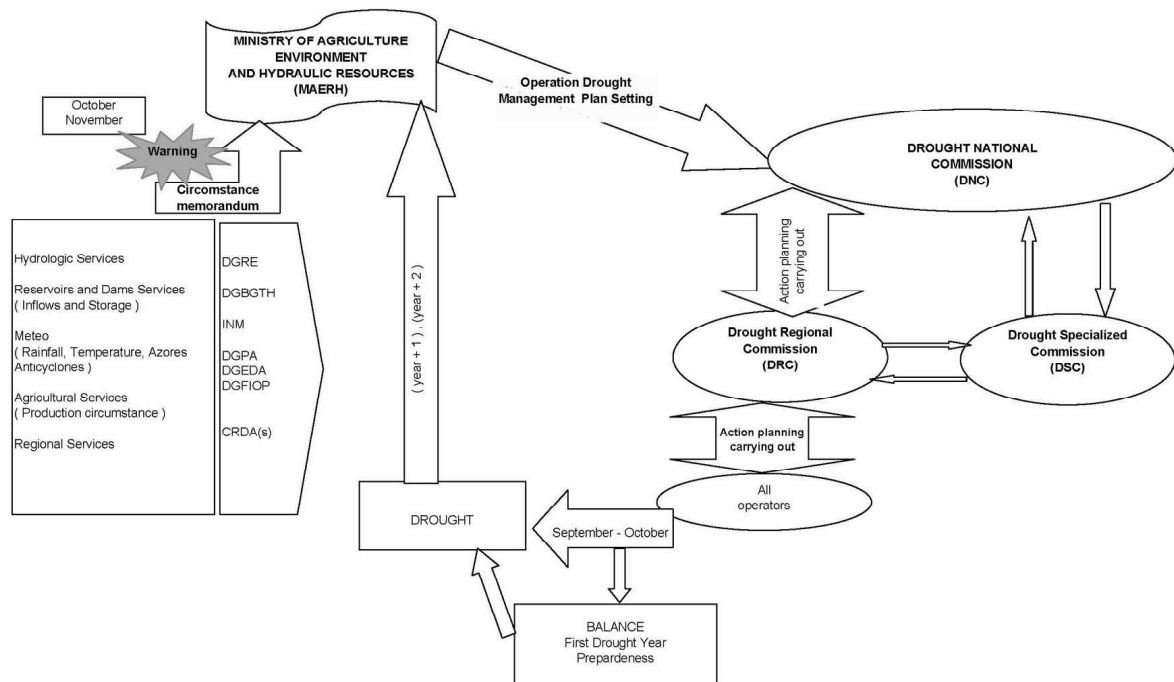 MINISTRY OF AGRICULTURE
ENVIRONMENT
AND HYDRAULIC RESOURCES
(MAERH)
Operation Drought
Management Plan Setting
October
November
Warning
Circomstance
memorandum
DROUGHT NATIONAL
COMMISSION
(DNC)
Hydrologic Services
Reservoirs and Dams Services
( Inflows and Storage )
Meteo
( Rainfall, Temperature, Azores
Anticyclones )
Agricultural Services
( Production circumstance )
Regional Services
DGRE
DGBGTH
INM
DGPA
DGEDA
DGFIOP
CRDA(s)
( year + 1 ) , (year + 2)
Action planning
carrying out
Drought Regional
Commission
(DRC)
Drought Specialized
Commission
(DSC)
Action planning
carrying out
All
operators
DROUGHT
September - October
BALANCE
First Drought Year
Prepardeness